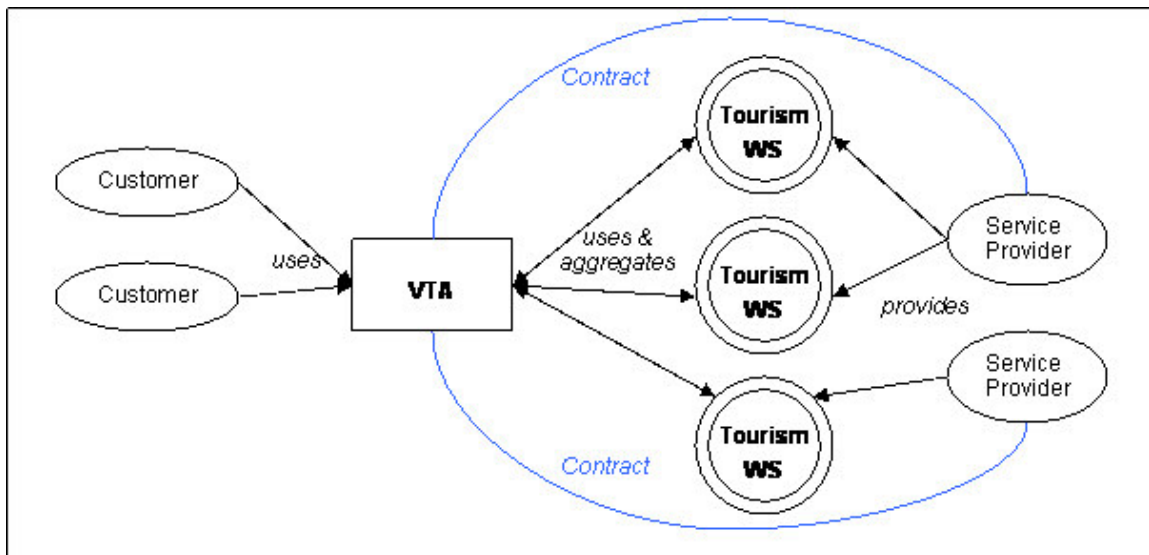 Contract
Tourism
WS
Customer
uses
Customer
VTA
uses &
aggregates
Tourism
WS
Service
Provider
provides
Service
Provider
Tourism
WS
Contract